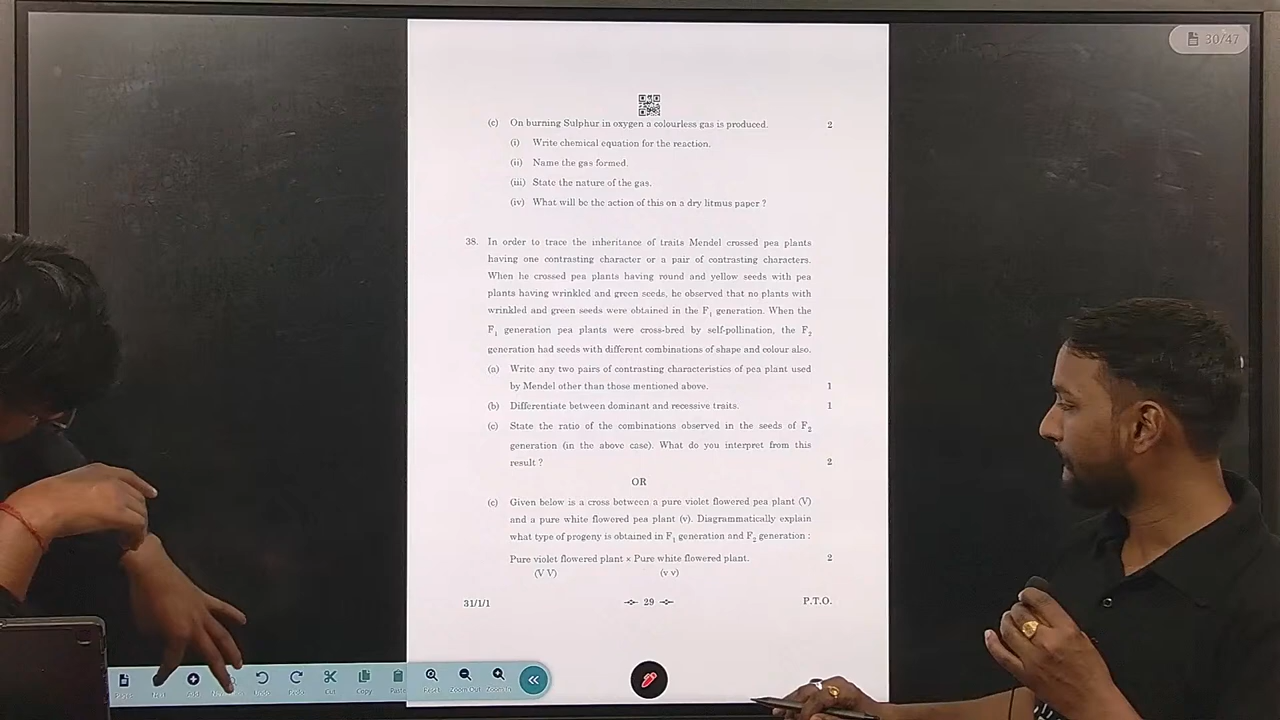 30/47
(c) On burning Sulphur in oxygen a colourless gas is produced. 2
(i) Write chemical equation for the reaction.
(ii) Name the gas formed.
(iii) State the nature of the gas.
(iv) What will be the action of this on a dry litmus paper ?
38. In order to trace the inheritance of traits Mendel crossed pea plants
having one contrasting character or a pair of contrasting characters.
When he crossed pea plants having round and yellow seeds with pea
plants having wrinkled and green seeds, he observed that no plants with
wrinkled and green seeds were obtained in the F₁ generation. When the
F₁ generation pea plants were cross-bred by self-pollination, the F₂
generation had seeds with different combinations of shape and colour also.
(a) Write any two pairs of contrasting characteristics of pea plant used
by Mendel other than those mentioned above. 1
(b) Differentiate between dominant and recessive traits. 1
(c) State the ratio of the combinations observed in the seeds of F₂
generation (in the above case). What do you interpret from this
result ? 2
OR
(c) Given below is a cross between a pure violet flowered pea plant (V)
and a pure white flowered pea plant (v). Diagrammatically explain
what type of progeny is obtained in F₁ generation and F₂ generation :
Pure violet flowered plant × Pure white flowered plant. 2
(V V) (v v)
31/1/1 29 P.T.O.
Undo Redo Cut Copy Paste Reset Zoom Out Zoom In